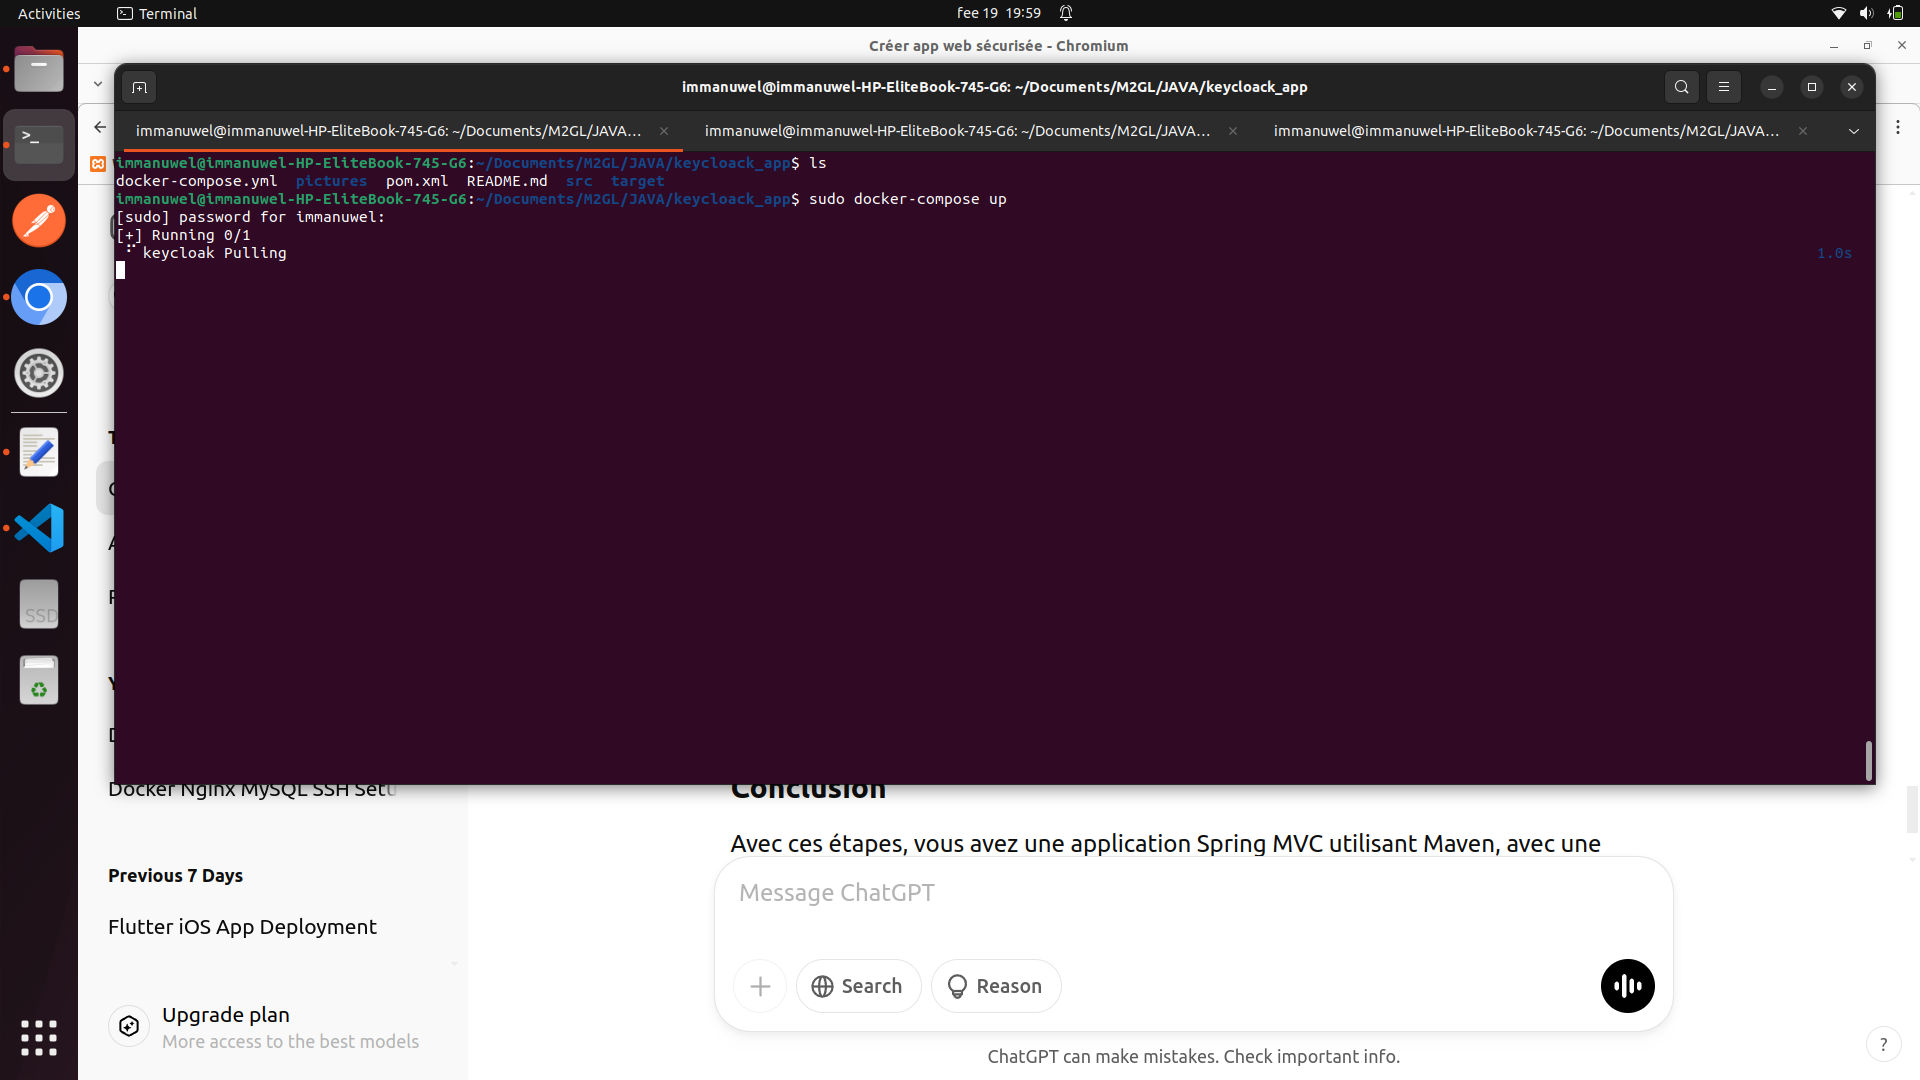 Activities
Terminal
fee 19 19:59
Créer app web sécurisée - Chromium
immanuwel@immanuwel-HP-EliteBook-745-G6: ~/Documents/M2GL/JAVA/keycloack_app
immanuwel@immanuwel-HP-EliteBook-745-G6: ~/Documents/M2GL/JAVA...
immanuwel@immanuwel-HP-EliteBook-745-G6: ~/Documents/M2GL/JAVA...
immanuwel@immanuwel-HP-EliteBook-745-G6: ~/Documents/M2GL/JAVA...
immanuwel@immanuwel-HP-EliteBook-745-G6:~/Documents/M2GL/JAVA/keycloack_app$ ls
docker-compose.yml pictures pom.xml README.md src target
immanuwel@immanuwel-HP-EliteBook-745-G6:~/Documents/M2GL/JAVA/keycloack_app$ sudo docker-compose up
[sudo] password for immanuwel:
[+] Running 0/1
keycloak Pulling 1.0s
SSD
Docker Nginx MySQL SSH Setu
Previous 7 Days
Flutter iOS App Deployment
Upgrade plan
More access to the best models
Conclusion
Avec ces étapes, vous avez une application Spring MVC utilisant Maven, avec une
Message ChatGPT
Search
Reason
ChatGPT can make mistakes. Check important info.
?